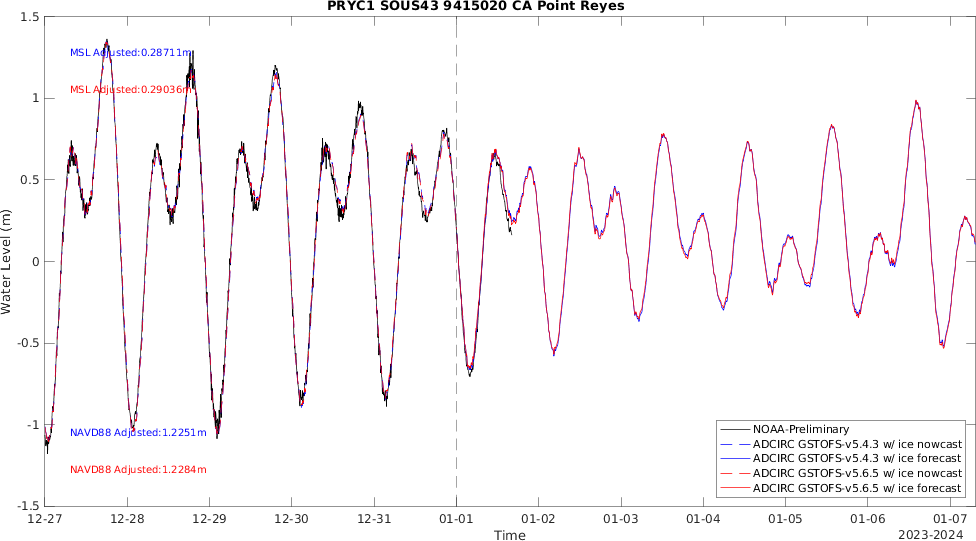 PRYC1 SOUS43 9415020 CA Point Reyes
1.5
MSL Adjusted:0.28711m
MSL Adjusted:0.29036m
1
0.5
Water Level (m)
0
-0.5
-1
NAVD88 Adjusted:1.2251m
NAVD88 Adjusted:1.2284m
-1.5
NOAA-Preliminary
ADCIRC GSTOFS-v5.4.3 w/ ice nowcast
ADCIRC GSTOFS-v5.4.3 w/ ice forecast
ADCIRC GSTOFS-v5.6.5 w/ ice nowcast
ADCIRC GSTOFS-v5.6.5 w/ ice forecast
12-27 12-28 12-29 12-30 12-31 01-01 01-02 01-03 01-04 01-05 01-06 01-07
Time
2023-2024